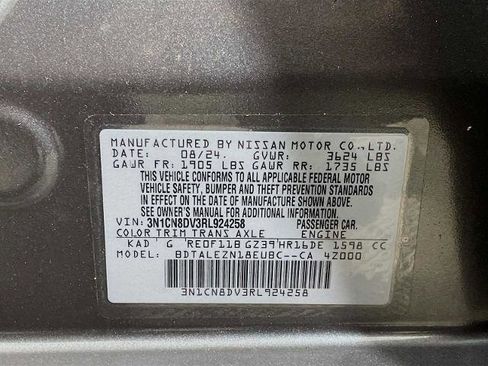 MANUFACTURED BY NISSAN MOTOR CO., LTD.
DATE: 08/24. GVWR: 3624 LBS
GAWR FR: 1905 LBS GAWR RR: 1735 LBS
THIS VEHICLE CONFORMS TO ALL APPLICABLE FEDERAL MOTOR
VEHICLE SAFETY, BUMPER AND THEFT PREVENTION STANDARDS
IN EFFECT ON THE DATE OF MANUFACTURE SHOWN ABOVE.
SEE OWNER'S MANUAL FOR ADDITIONAL INFORMATION
VIN: 3N1CN8DV3RL924258 PASSENGER CAR.
COLOR TRIM TRANS AXLE ENGINE
KAD G RE0F11B GZ39 HR16DE 1598 CC
MODEL: BDTALEZN18EUBC--CA 4Z000
3N1CN8DV3RL924258